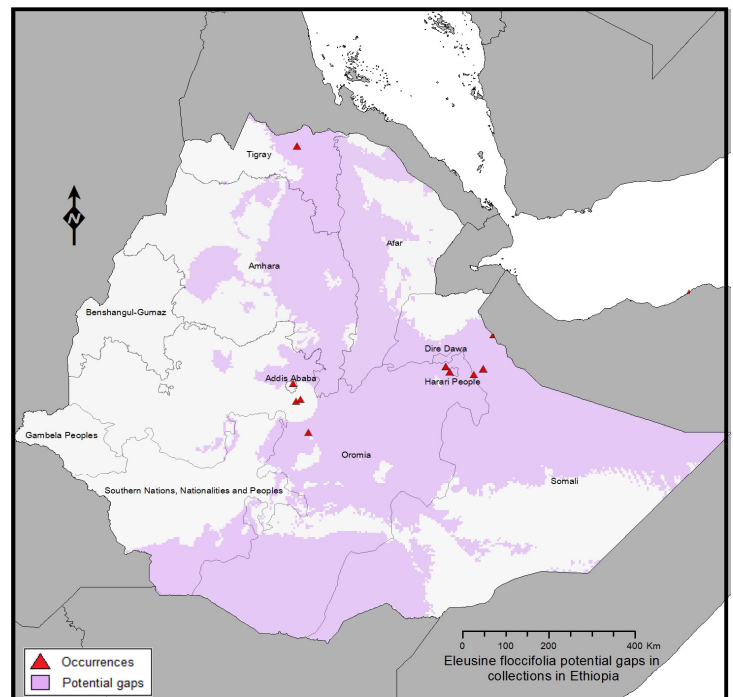 Tigray
N
Afar
Amhara
Benshangul-Gumaz
Dire Dawa
Addis Ababa
Harari People
Gambela Peoples
Oromia
Somali
Southern Nations, Nationalities and Peoples
0 100 200 400 Km
Eleusine floccifolia potential gaps in
collections in Ethiopia
Occurrences
Potential gaps